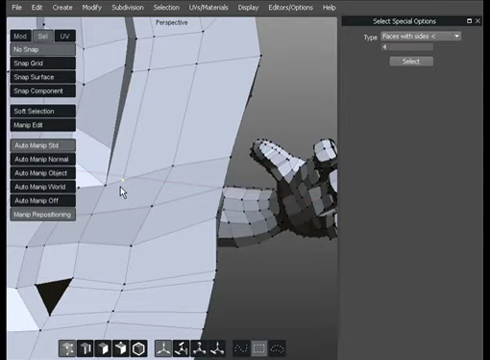 File Edit Create Modify Subdivision Selection UVs/Materials Display Editors/Options Help
Perspective
Select Special Options
Mod Sel UV
Type Faces with sides <
4
Select
No Snap
Snap Grid
Snap Surface
Snap Component
Soft Selection
Manip Edit
Auto Manip Std
Auto Manip Normal
Auto Manip Object
Auto Manip World
Auto Manip Off
Manip Repositioning